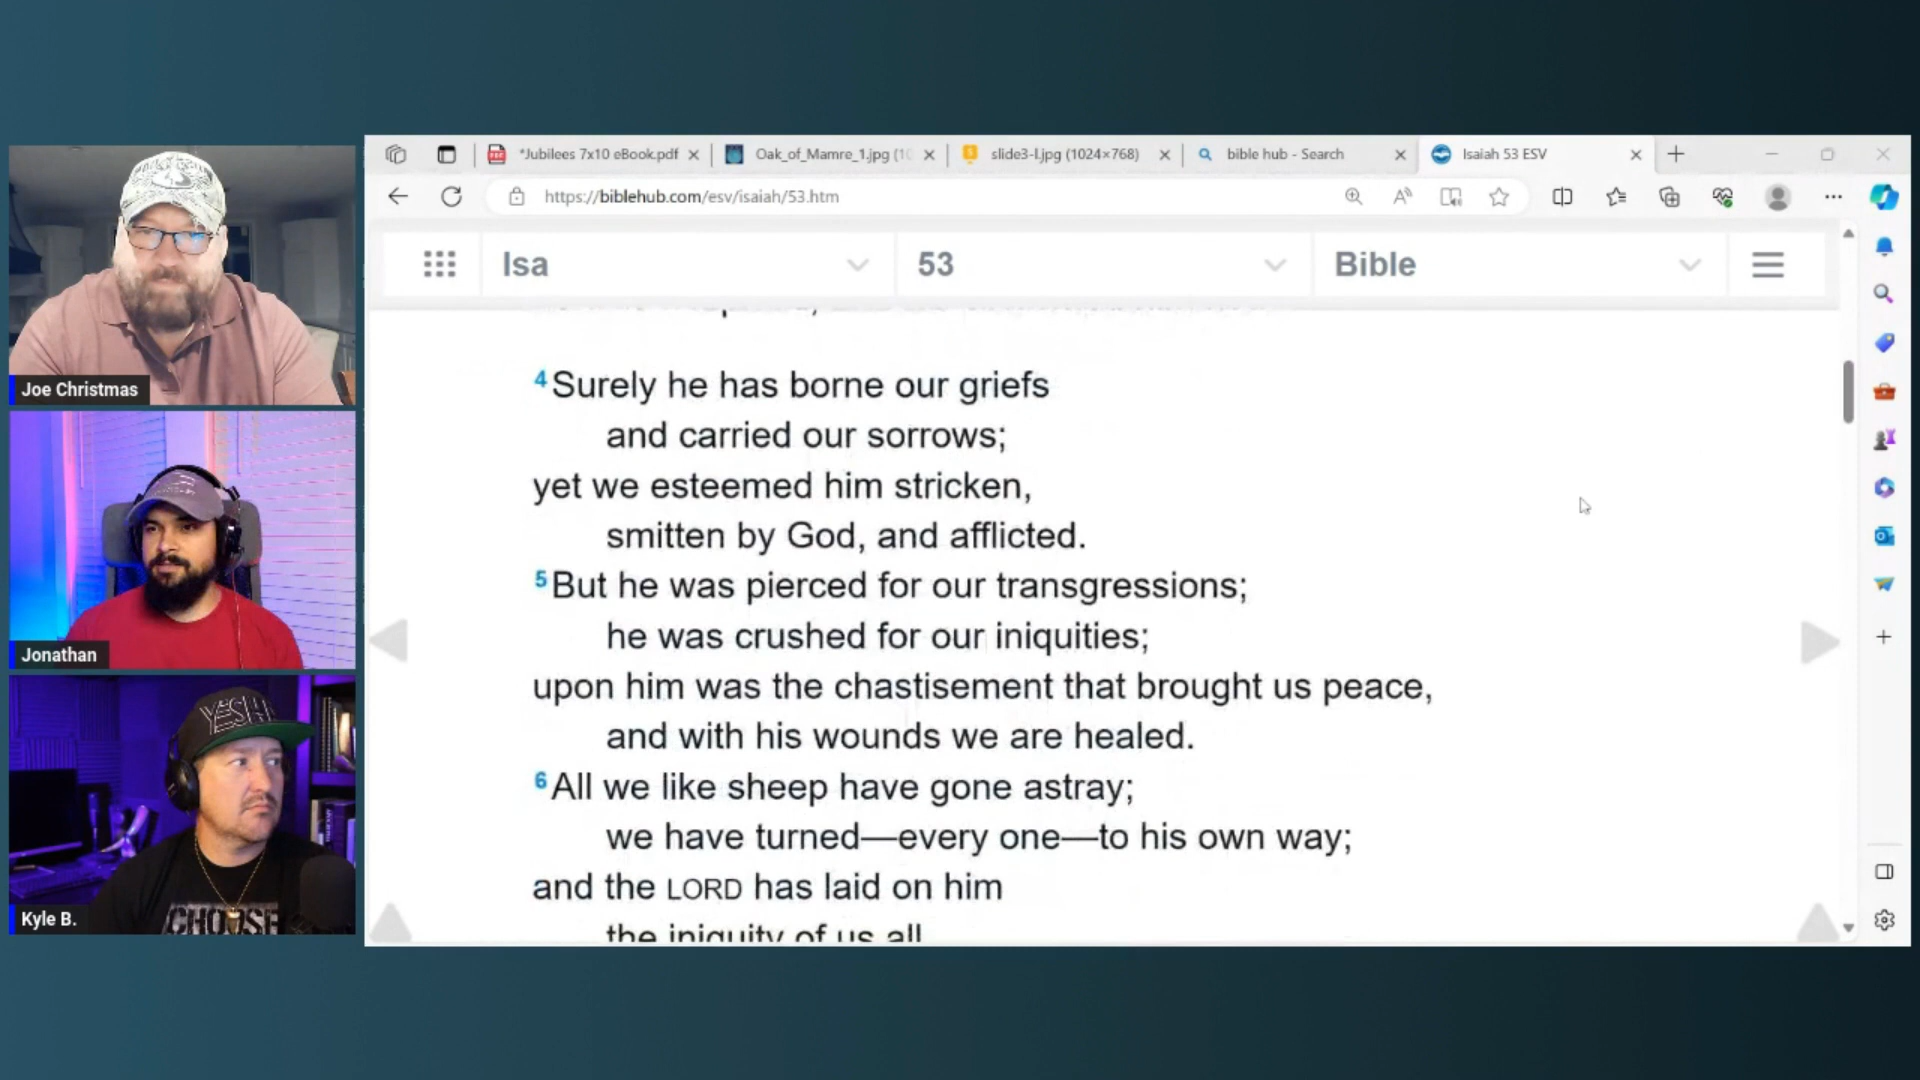 *Jubilees 7x10 eBook.pdf
Oak_of_Mamre_1.jpg (10
slide3-l.jpg (1024×768)
bible hub - Search
Isaiah 53 ESV
https://biblehub.com/esv/isaiah/53.htm
Isa
53
Bible
4 Surely he has borne our griefs
and carried our sorrows;
yet we esteemed him stricken,
smitten by God, and afflicted.
5 But he was pierced for our transgressions;
he was crushed for our iniquities;
upon him was the chastisement that brought us peace,
and with his wounds we are healed.
6 All we like sheep have gone astray;
we have turned—every one—to his own way;
and the LORD has laid on him
the iniquity of us all
Joe Christmas
Jonathan
YESH
CHOOSE
Kyle B.